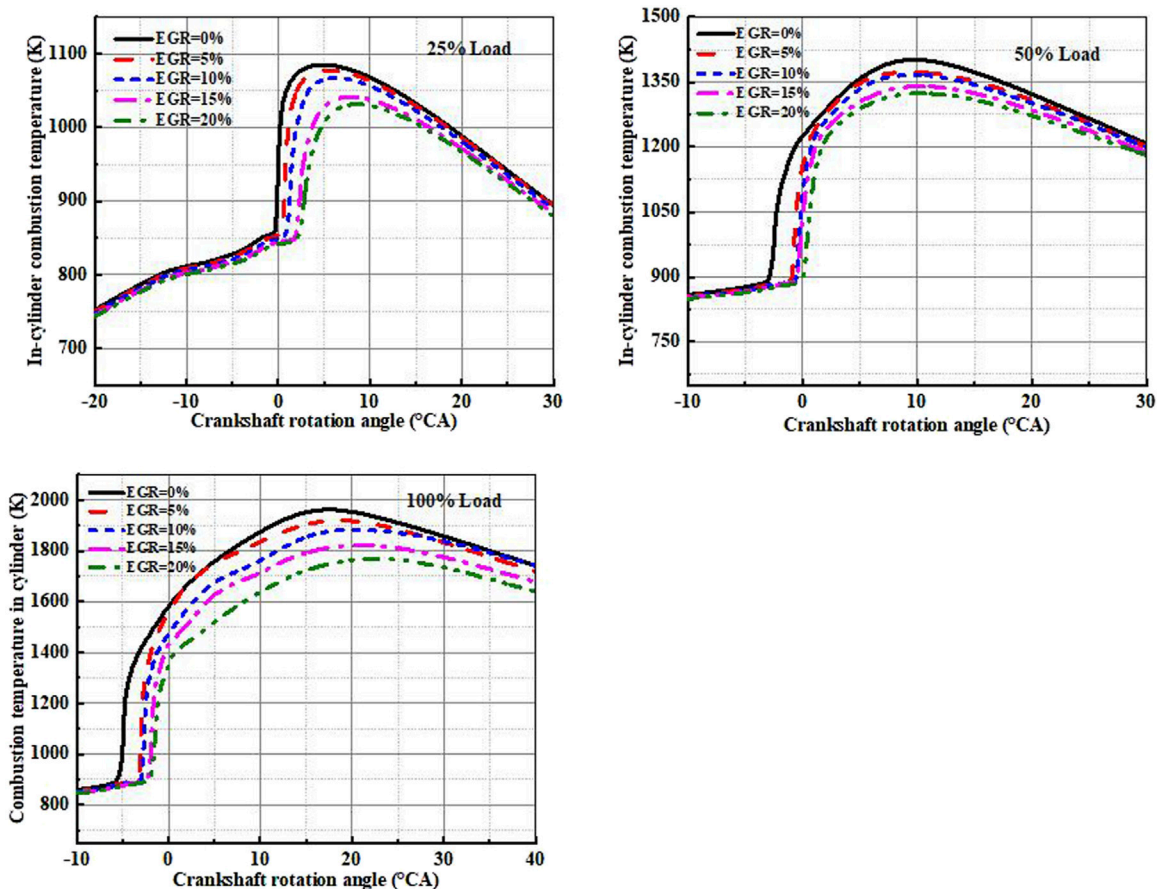 1100
1000
900
800
700
In-cylinder combustion temperature (K)
EGR=0%
EGR=5%
EGR=10%
EGR=15%
EGR=20%
25% Load
-20
-10
0
10
20
30
Crankshaft rotation angle (°CA)
1500
1350
1200
1050
900
750
In-cylinder combustion temperature (K)
EGR=0%
EGR=5%
EGR=10%
EGR=15%
EGR=20%
50% Load
-10
0
10
20
30
Crankshaft rotation angle (°CA)
2000
1800
1600
1400
1200
1000
800
Combustion temperature in cylinder (K)
EGR=0%
EGR=5%
EGR=10%
EGR=15%
EGR=20%
100% Load
-10
0
10
20
30
40
Crankshaft rotation angle (°CA)